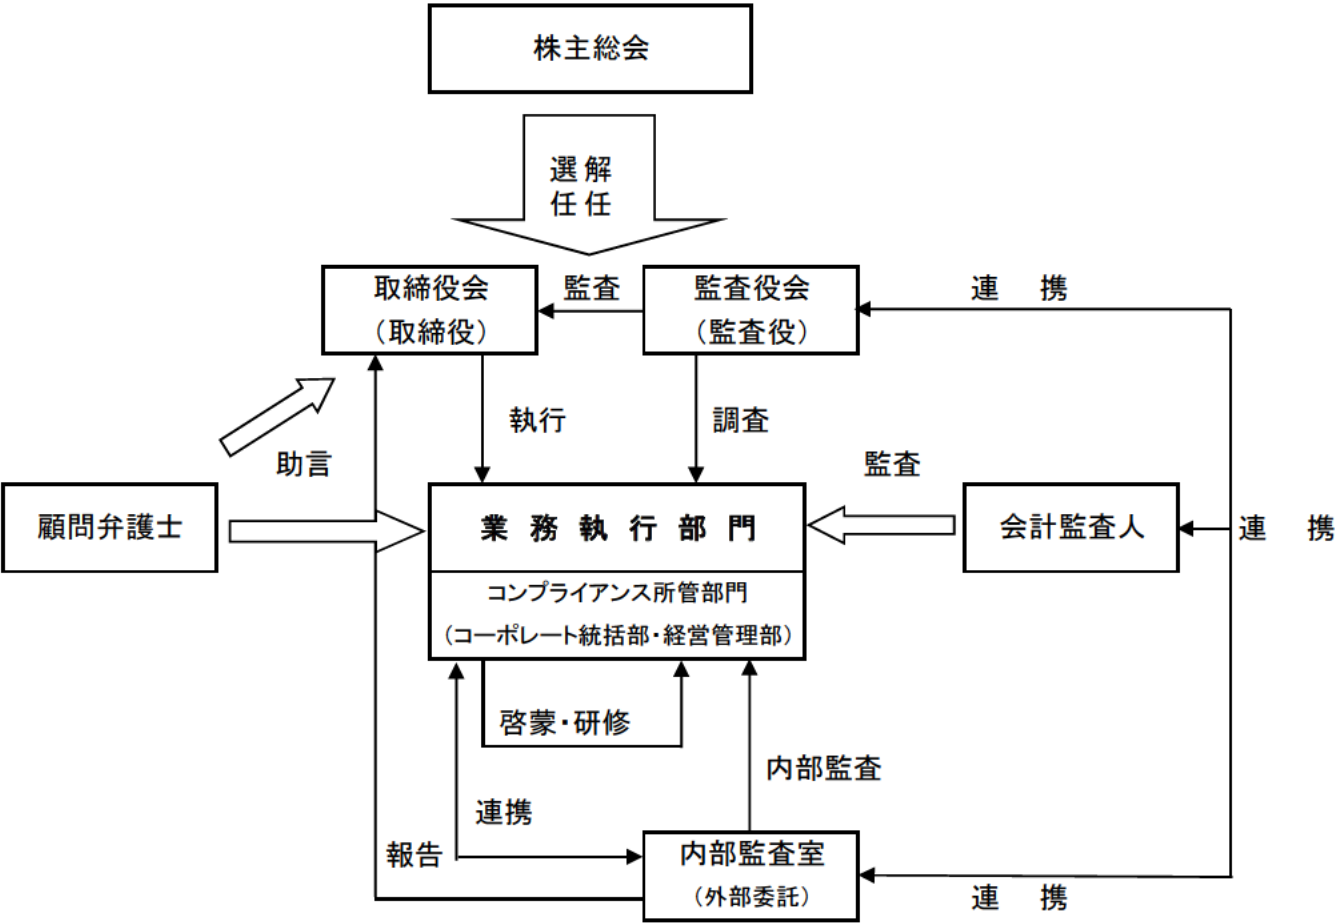 株主総会
選解
任任
取締役会
（取締役）
監査
監査役会
（監査役）
連　携
執行
調査
助言
監査
顧問弁護士
業務執行部門
会計監査人
連　携
コンプライアンス所管部門
（コーポレート統括部・経営管理部）
啓蒙・研修
内部監査
連携
報告
内部監査室
（外部委託）
連　携